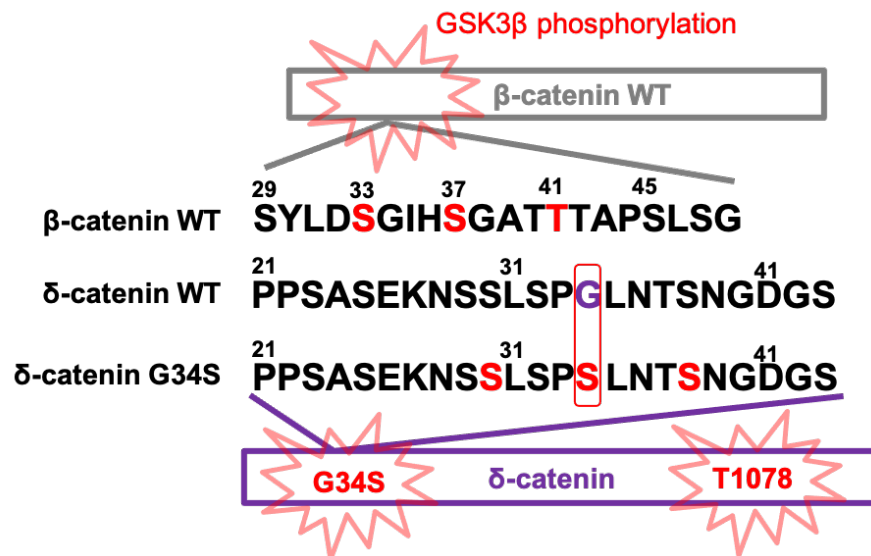 GSK3β phosphorylation
β-catenin WT
29 33 37 41 45
β-catenin WT SYLDSGIHSGATTTAPSLSG
21 31 41
δ-catenin WT PPSASEKNSSLSPGLNTSNGDGS
21 31 41
δ-catenin G34S PPSASEKNSSLSPSLNTSNGDGS
G34S δ-catenin T1078